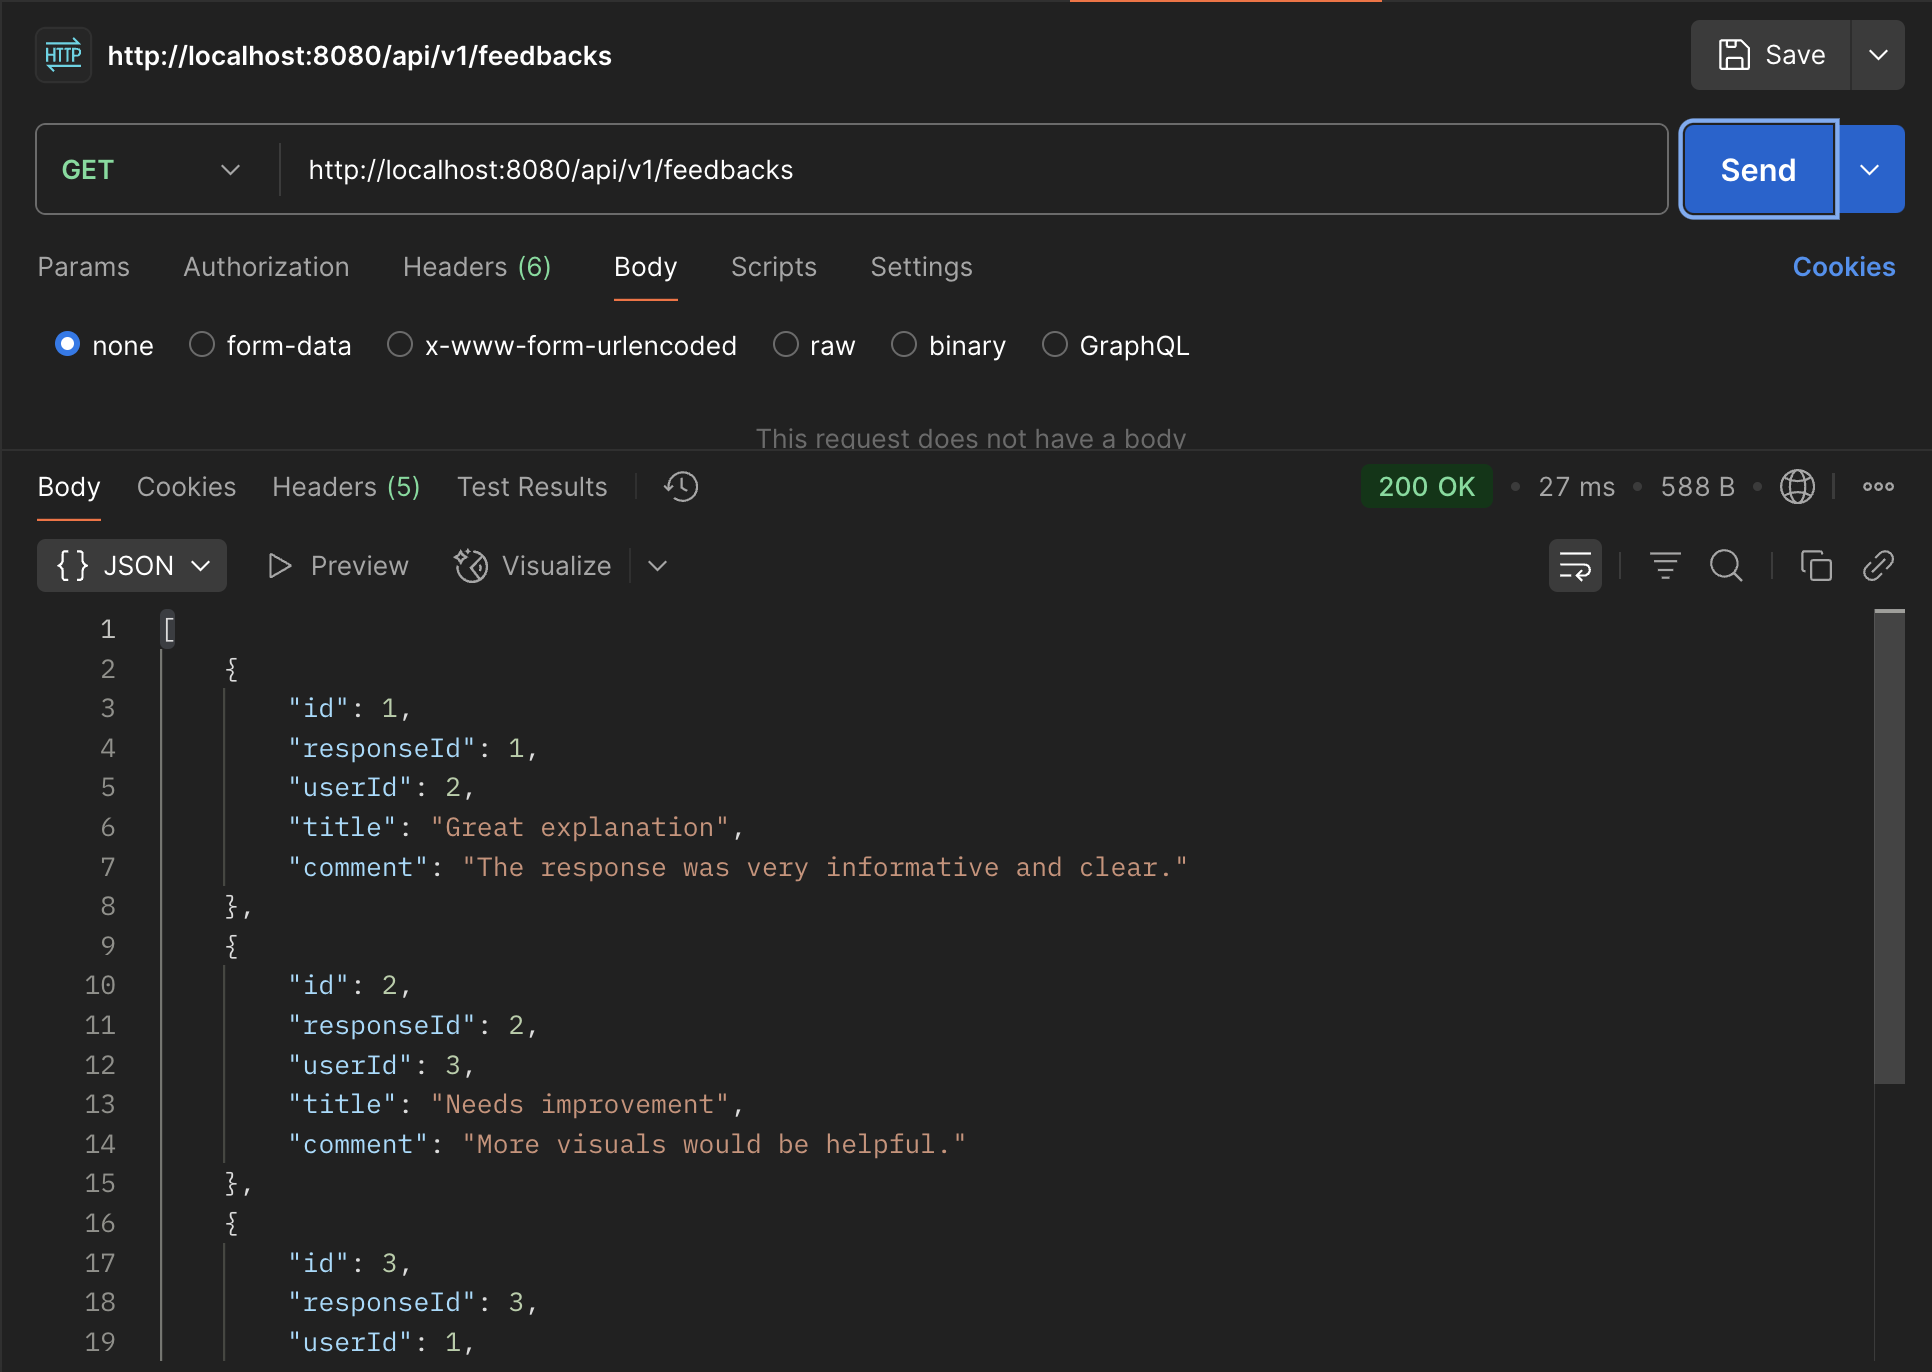 HTTP http://localhost:8080/api/v1/feedbacks Save
GET http://localhost:8080/api/v1/feedbacks Send
Params Authorization Headers (6) Body Scripts Settings Cookies
none form-data x-www-form-urlencoded raw binary GraphQL
This request does not have a body
Body Cookies Headers (5) Test Results 200 OK • 27 ms • 588 B •
{} JSON Preview Visualize
1 [
2 {
3 "id": 1,
4 "responseId": 1,
5 "userId": 2,
6 "title": "Great explanation",
7 "comment": "The response was very informative and clear."
8 },
9 {
10 "id": 2,
11 "responseId": 2,
12 "userId": 3,
13 "title": "Needs improvement",
14 "comment": "More visuals would be helpful."
15 },
16 {
17 "id": 3,
18 "responseId": 3,
19 "userId": 1,